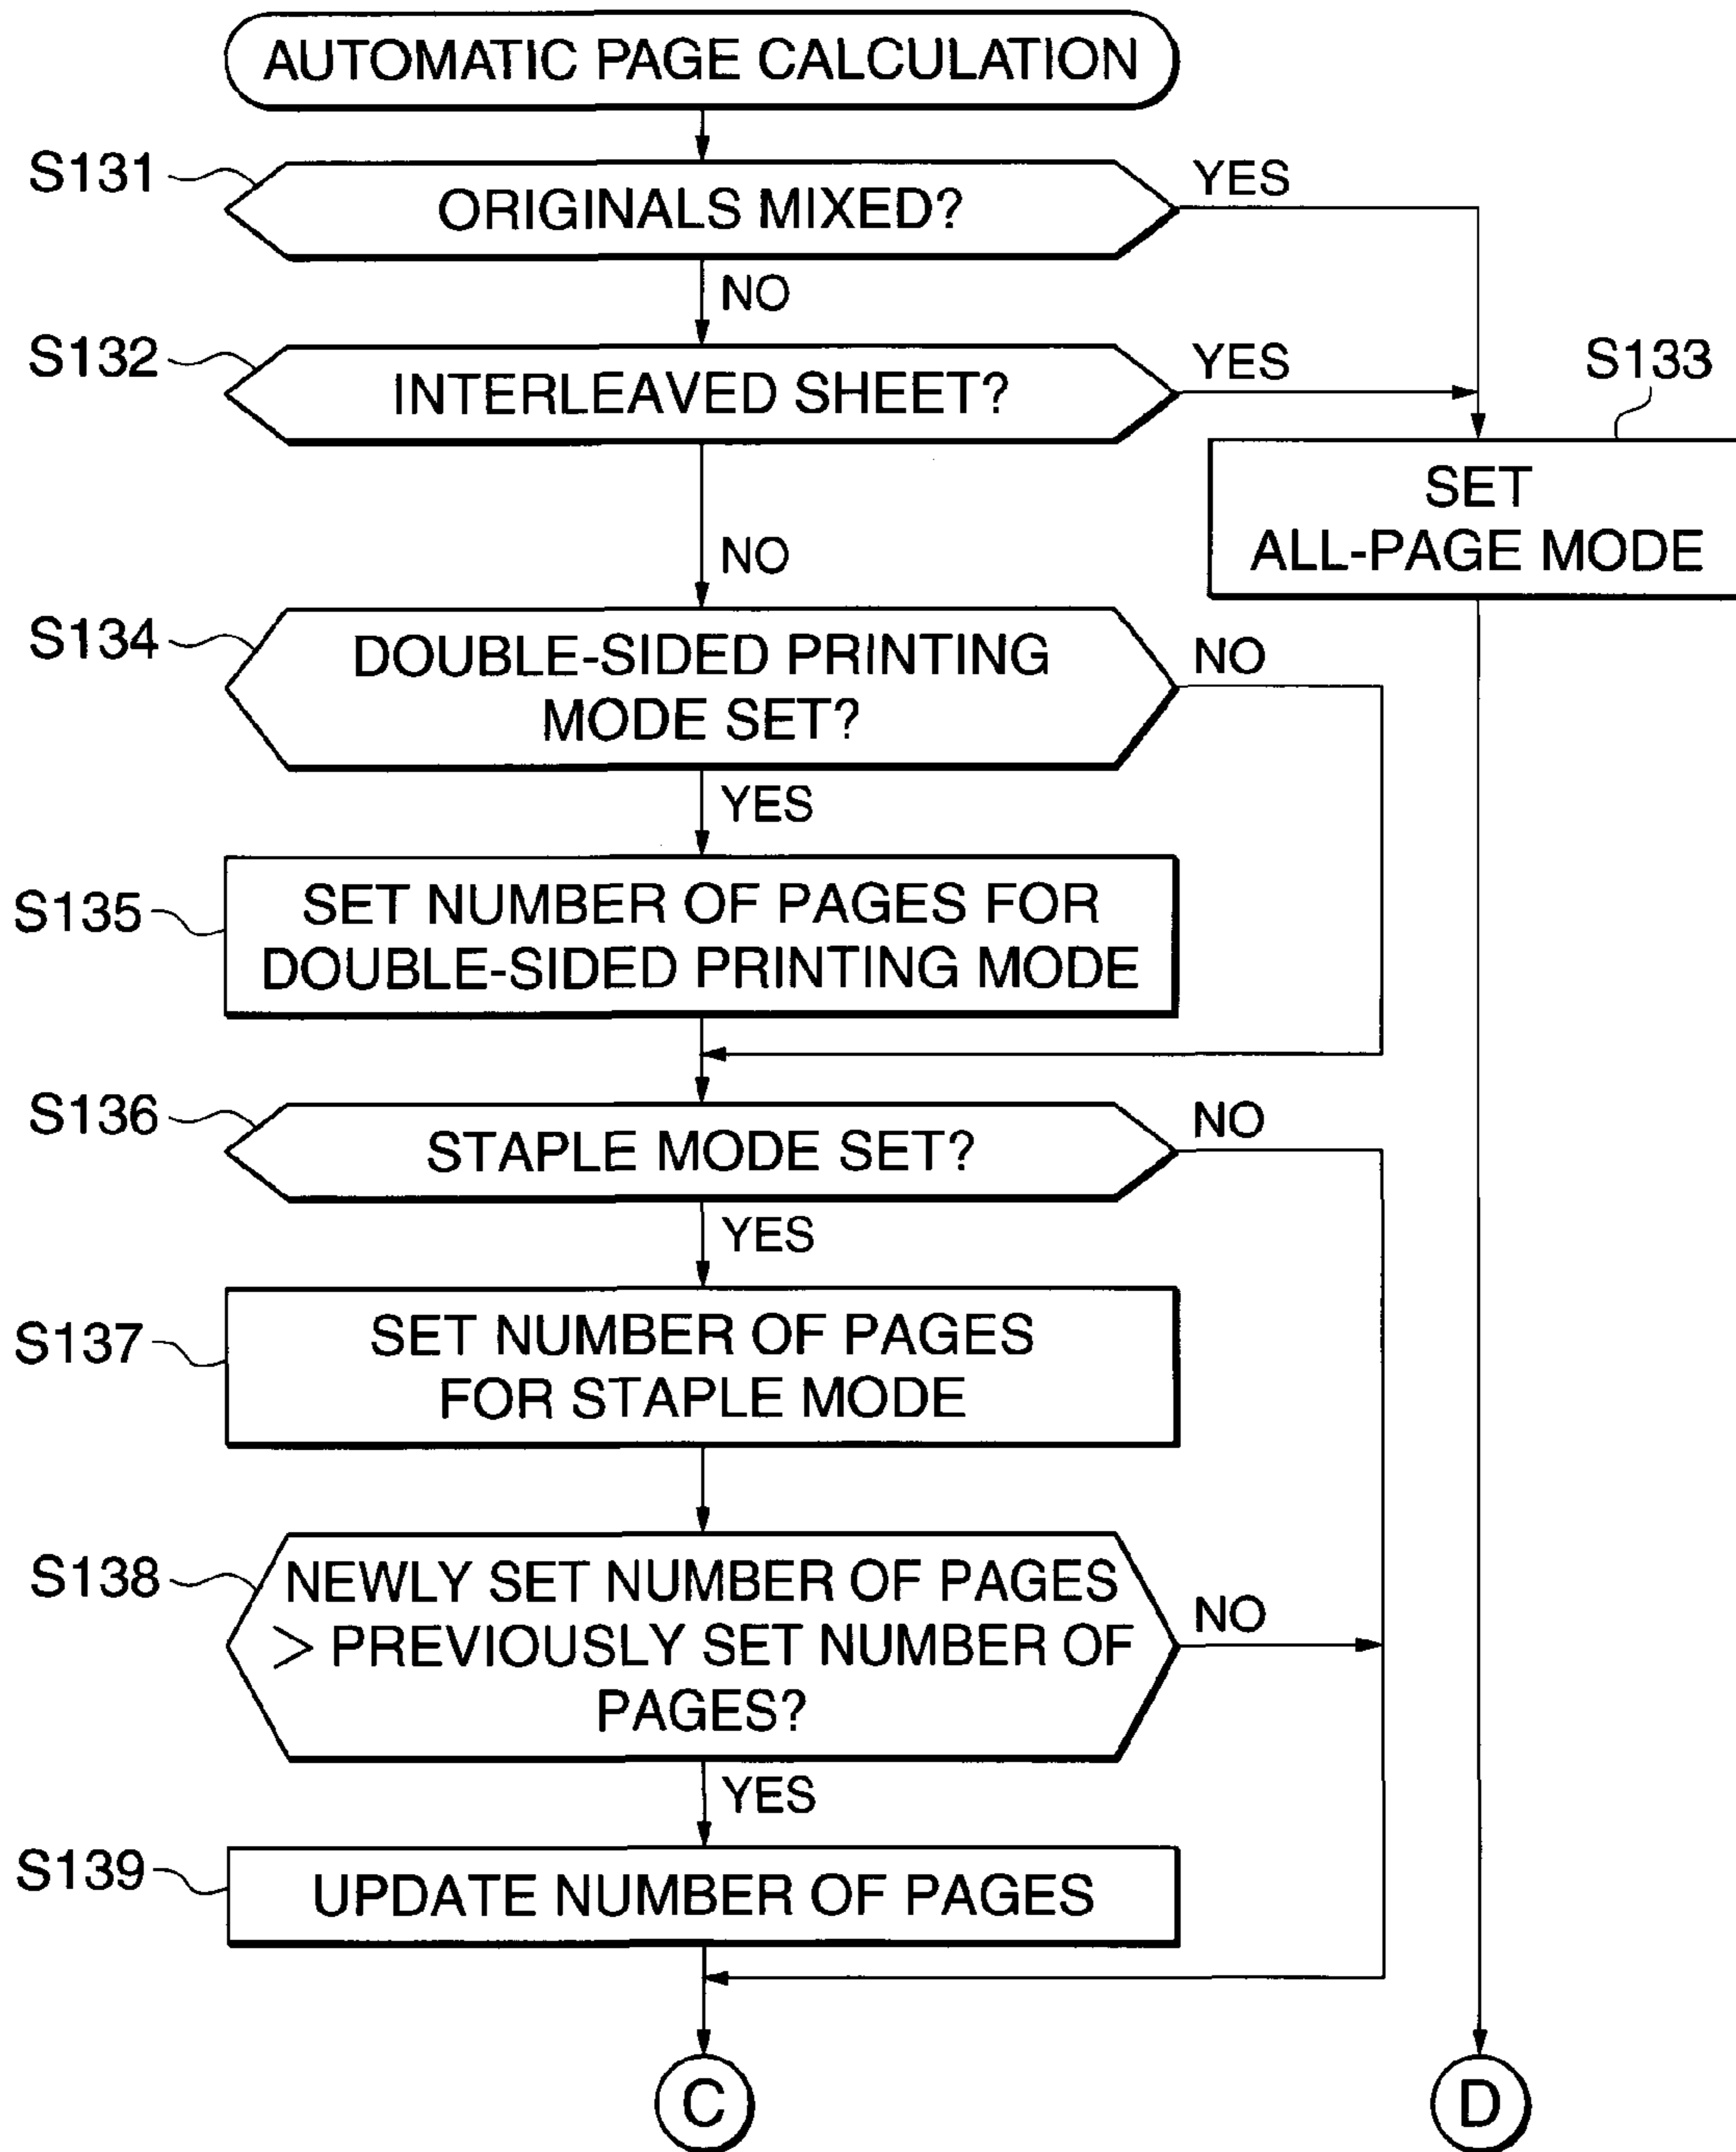 AUTOMATIC PAGE CALCULATION
S131
ORIGINALS MIXED?
YES
NO
S132
INTERLEAVED SHEET?
YES
S133
SET
ALL-PAGE MODE
NO
S134
DOUBLE-SIDED PRINTING
MODE SET?
NO
YES
S135
SET NUMBER OF PAGES FOR
DOUBLE-SIDED PRINTING MODE
S136
STAPLE MODE SET?
NO
YES
S137
SET NUMBER OF PAGES
FOR STAPLE MODE
S138
NEWLY SET NUMBER OF PAGES
> PREVIOUSLY SET NUMBER OF
PAGES?
NO
YES
S139
UPDATE NUMBER OF PAGES
C
D